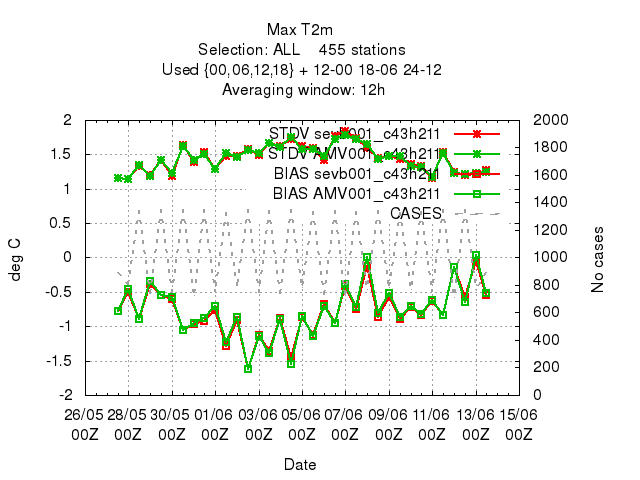 Max T2m
Selection: ALL 455 stations
Used {00,06,12,18} + 12-00 18-06 24-12
Averaging window: 12h
STDV sevb001_c43h211
STDV AMV001_c43h211
BIAS sevb001_c43h211
BIAS AMV001_c43h211
CASES
2
1.5
1
0.5
0
-0.5
-1
-1.5
-2
deg C
2000
1800
1600
1400
1200
1000
800
600
400
200
0
No cases
26/05 28/05 30/05 01/06 03/06 05/06 07/06 09/06 11/06 13/06 15/06
00Z 00Z 00Z 00Z 00Z 00Z 00Z 00Z 00Z 00Z 00Z
Date